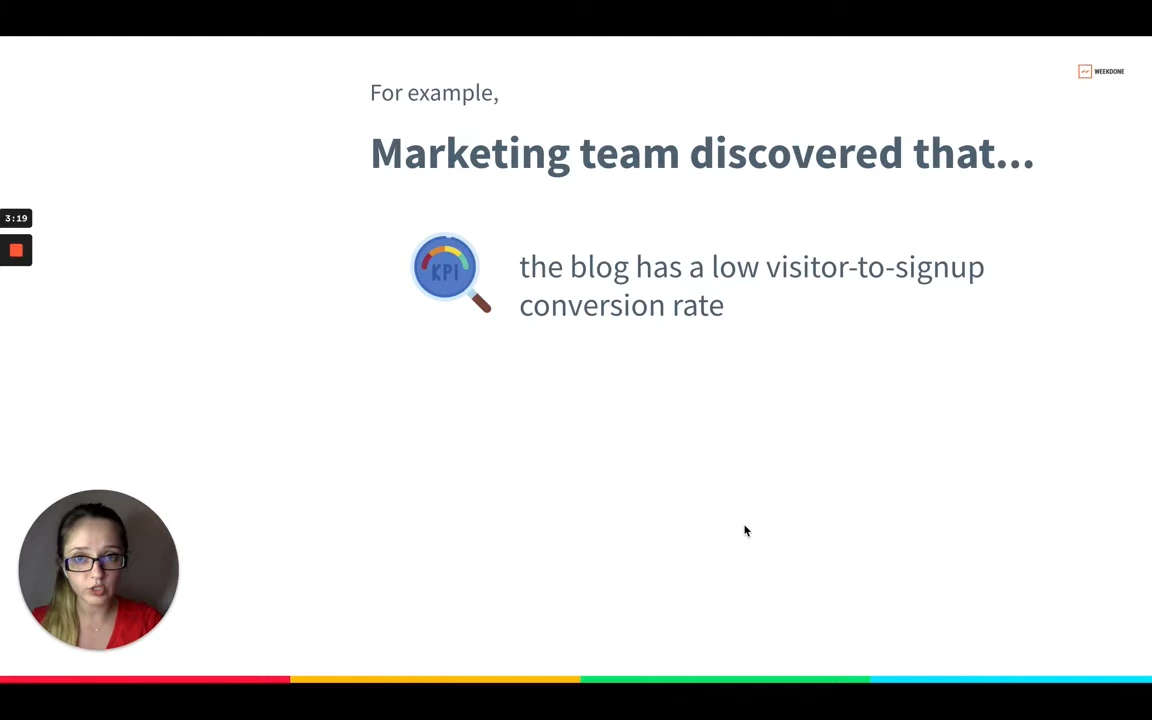 WEEKDONE
For example,
Marketing team discovered that...
3:19
KPI
the blog has a low visitor-to-signup
conversion rate